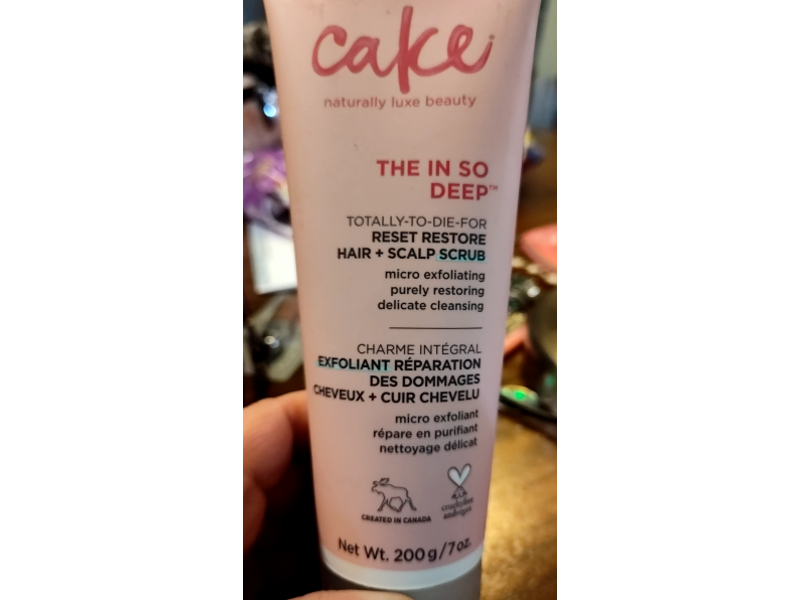 cake
naturally luxe beauty
THE IN SO
DEEP™
TOTALLY-TO-DIE-FOR
RESET RESTORE
HAIR + SCALP SCRUB
micro exfoliating
purely restoring
delicate cleansing
CHARME INTÉGRAL
EXFOLIANT RÉPARATION
DES DOMMAGES
CHEVEUX + CUIR CHEVELU
micro exfoliant
répare en purifiant
nettoyage délicat
CREATED IN CANADA
Net Wt. 200g/7oz.